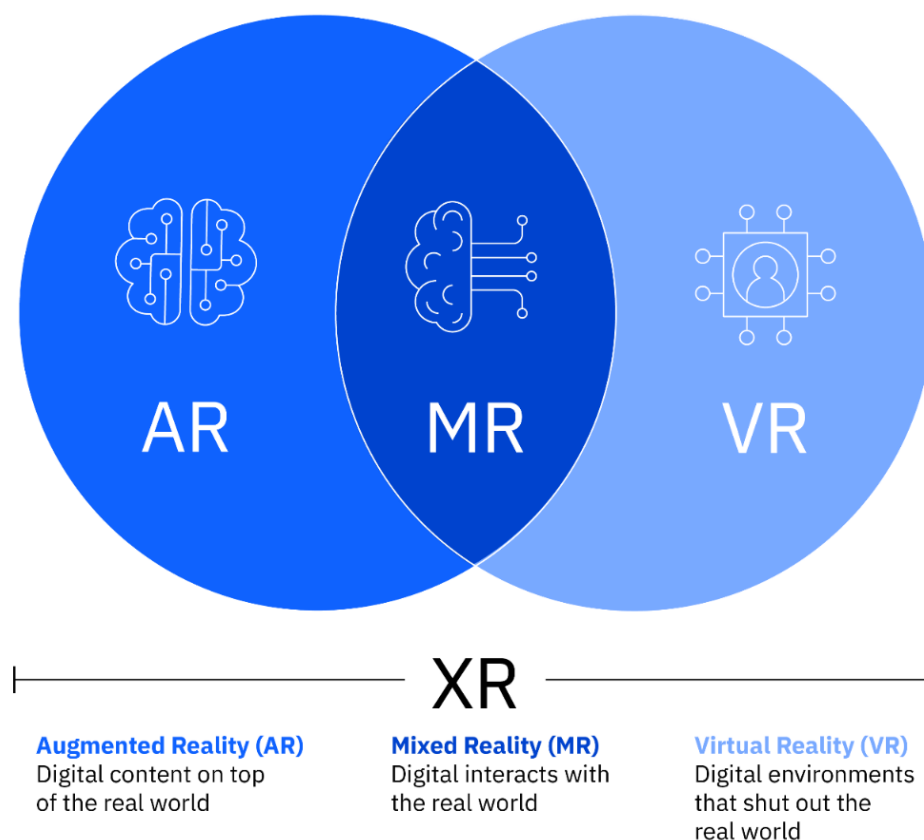 AR
MR
VR
XR
Augmented Reality (AR)
Digital content on top
of the real world
Mixed Reality (MR)
Digital interacts with
the real world
Virtual Reality (VR)
Digital environments
that shut out the
real world